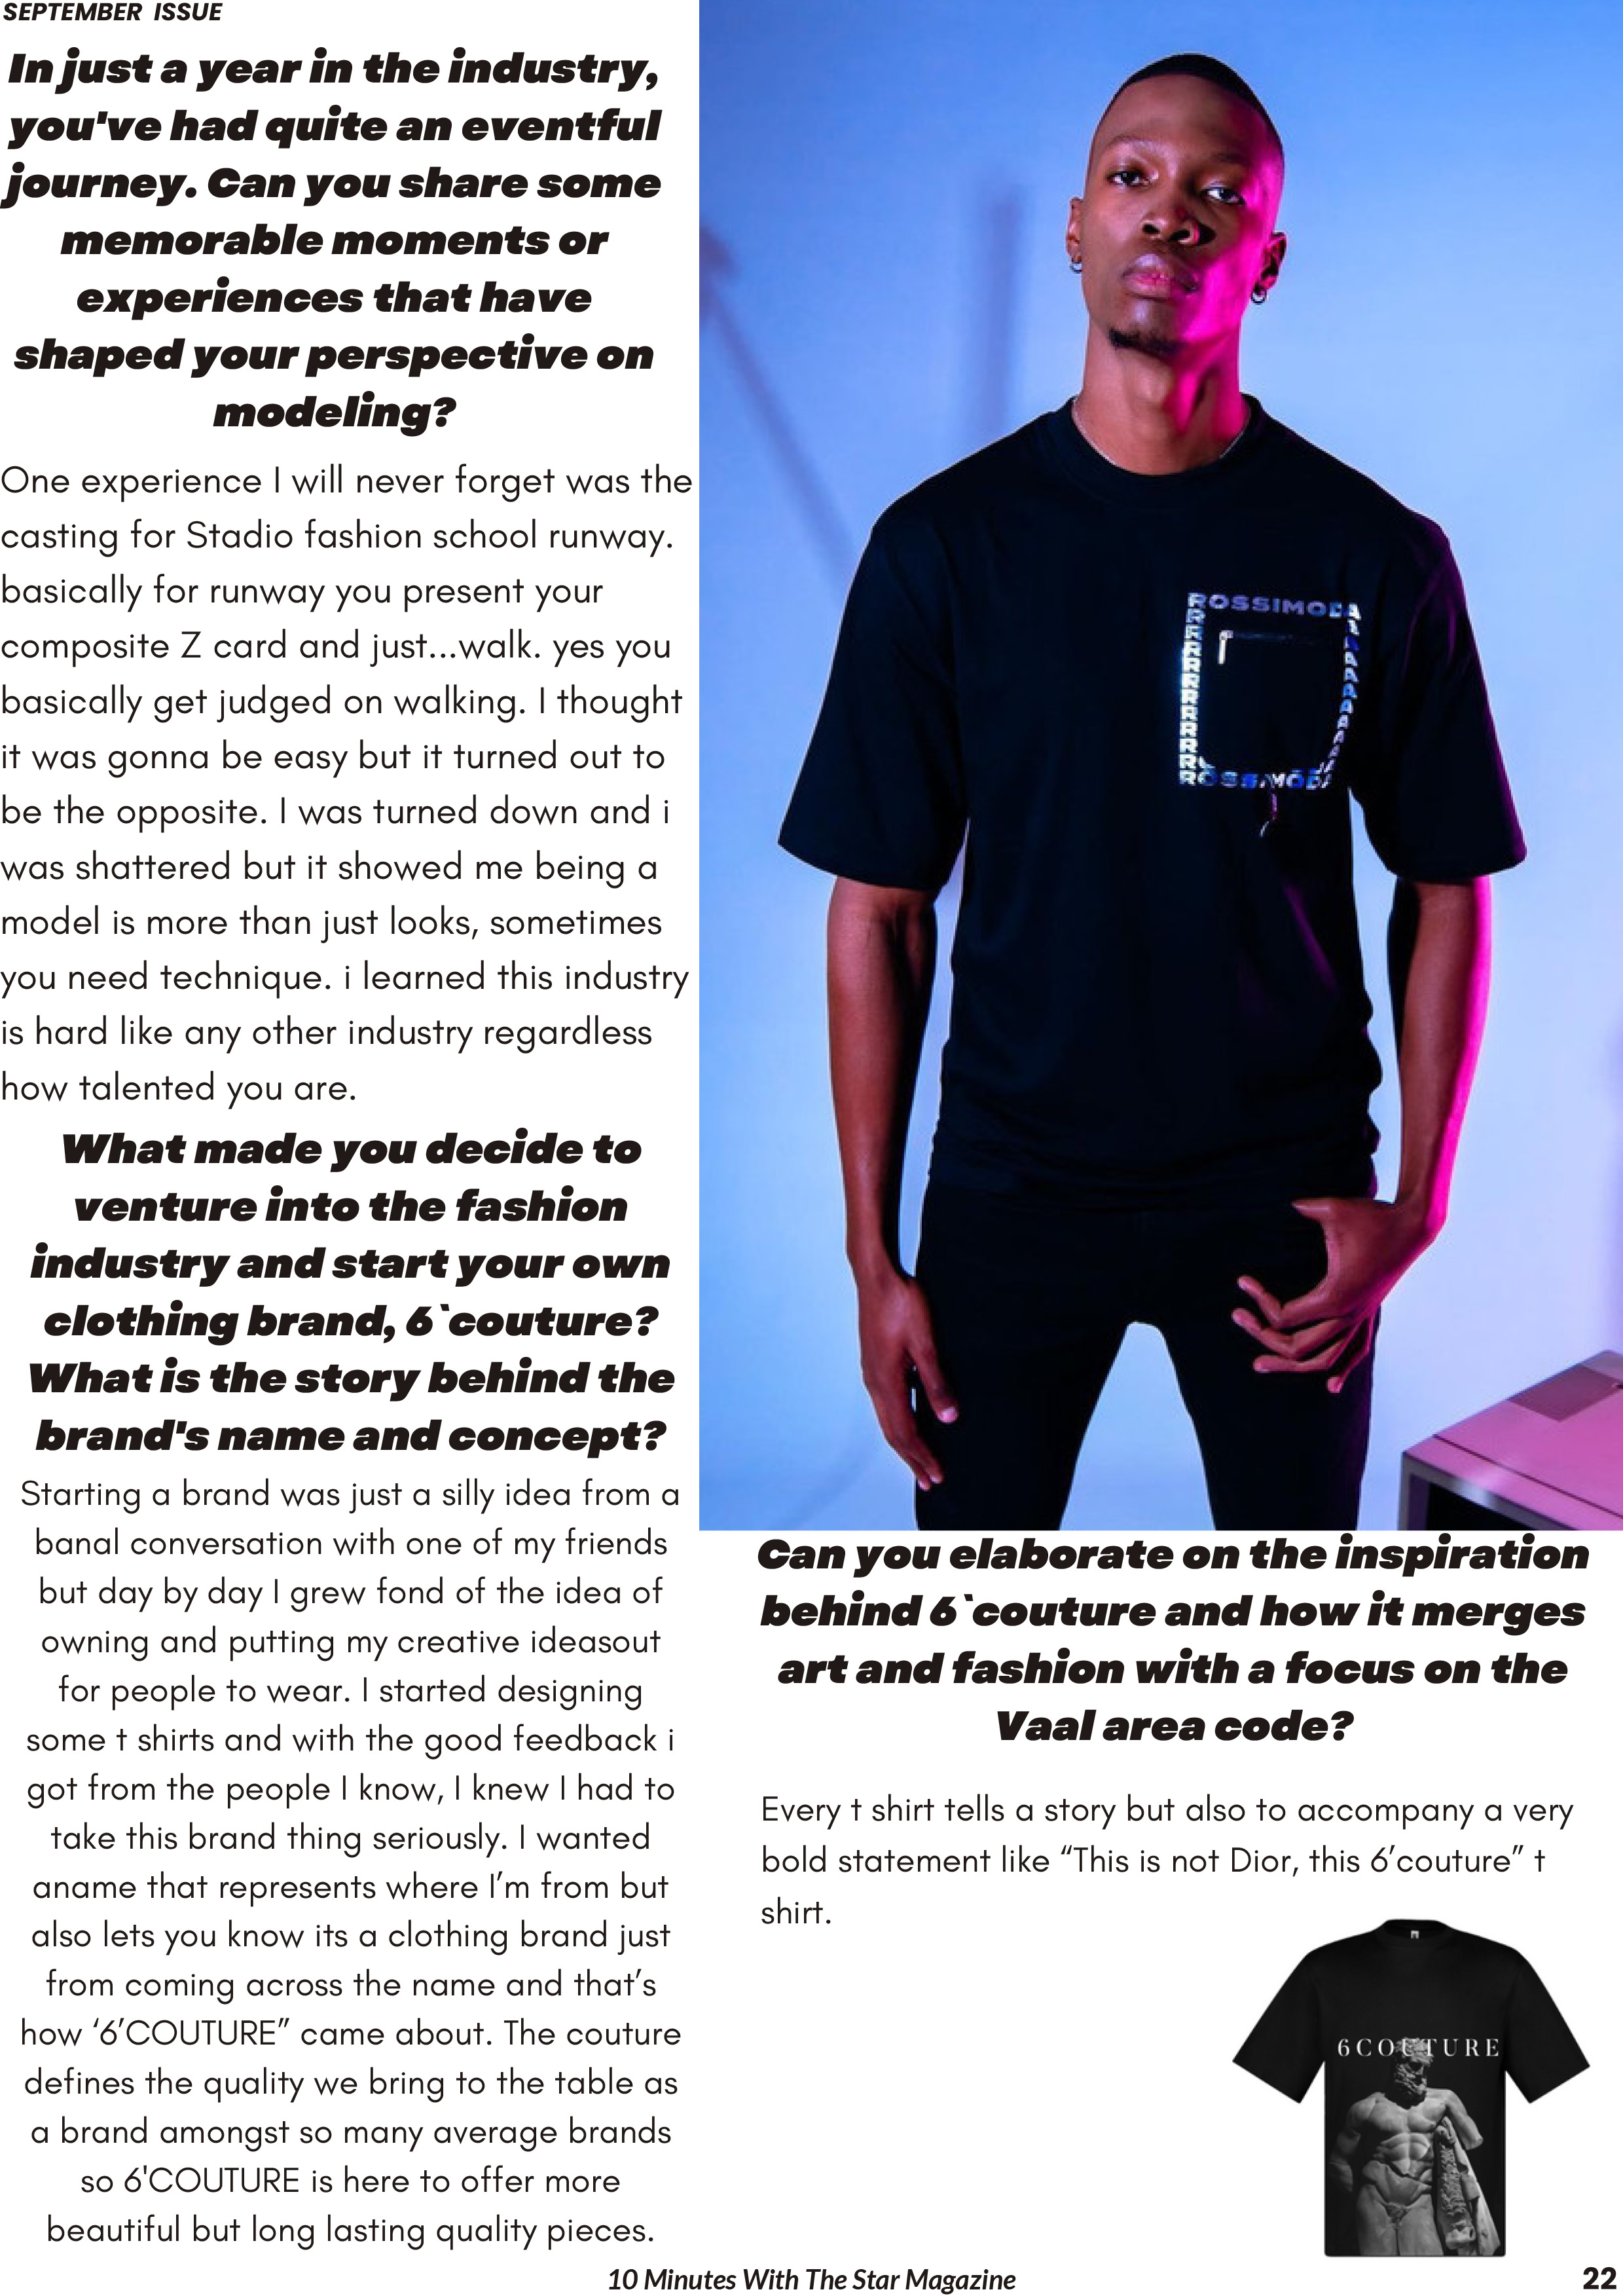 SEPTEMBER ISSUE
In just a year in the industry,
you've had quite an eventful
journey. Can you share some
memorable moments or
experiences that have
shaped your perspective on
modeling?
One experience I will never forget was the
casting for Stadio fashion school runway.
basically for runway you present your
composite Z card and just...walk. yes you
basically get judged on walking. I thought
it was gonna be easy but it turned out to
be the opposite. I was turned down and i
was shattered but it showed me being a
model is more than just looks, sometimes
you need technique. i learned this industry
is hard like any other industry regardless
how talented you are.
What made you decide to
venture into the fashion
industry and start your own
clothing brand, 6`couture?
What is the story behind the
brand's name and concept?
Starting a brand was just a silly idea from a
banal conversation with one of my friends
but day by day I grew fond of the idea of
owning and putting my creative ideasout
for people to wear. I started designing
some t shirts and with the good feedback i
got from the people I know, I knew I had to
take this brand thing seriously. I wanted
aname that represents where I’m from but
also lets you know its a clothing brand just
from coming across the name and that’s
how ‘6’COUTURE” came about. The couture
defines the quality we bring to the table as
a brand amongst so many average brands
so 6'COUTURE is here to offer more
beautiful but long lasting quality pieces.
ROSSIMODA
RRRRRRRRRR
AAAAAAAA
ROSSIMODA
Can you elaborate on the inspiration
behind 6`couture and how it merges
art and fashion with a focus on the
Vaal area code?
Every t shirt tells a story but also to accompany a very
bold statement like “This is not Dior, this 6’couture” t
shirt.
6COUTURE
10 Minutes With The Star Magazine
22